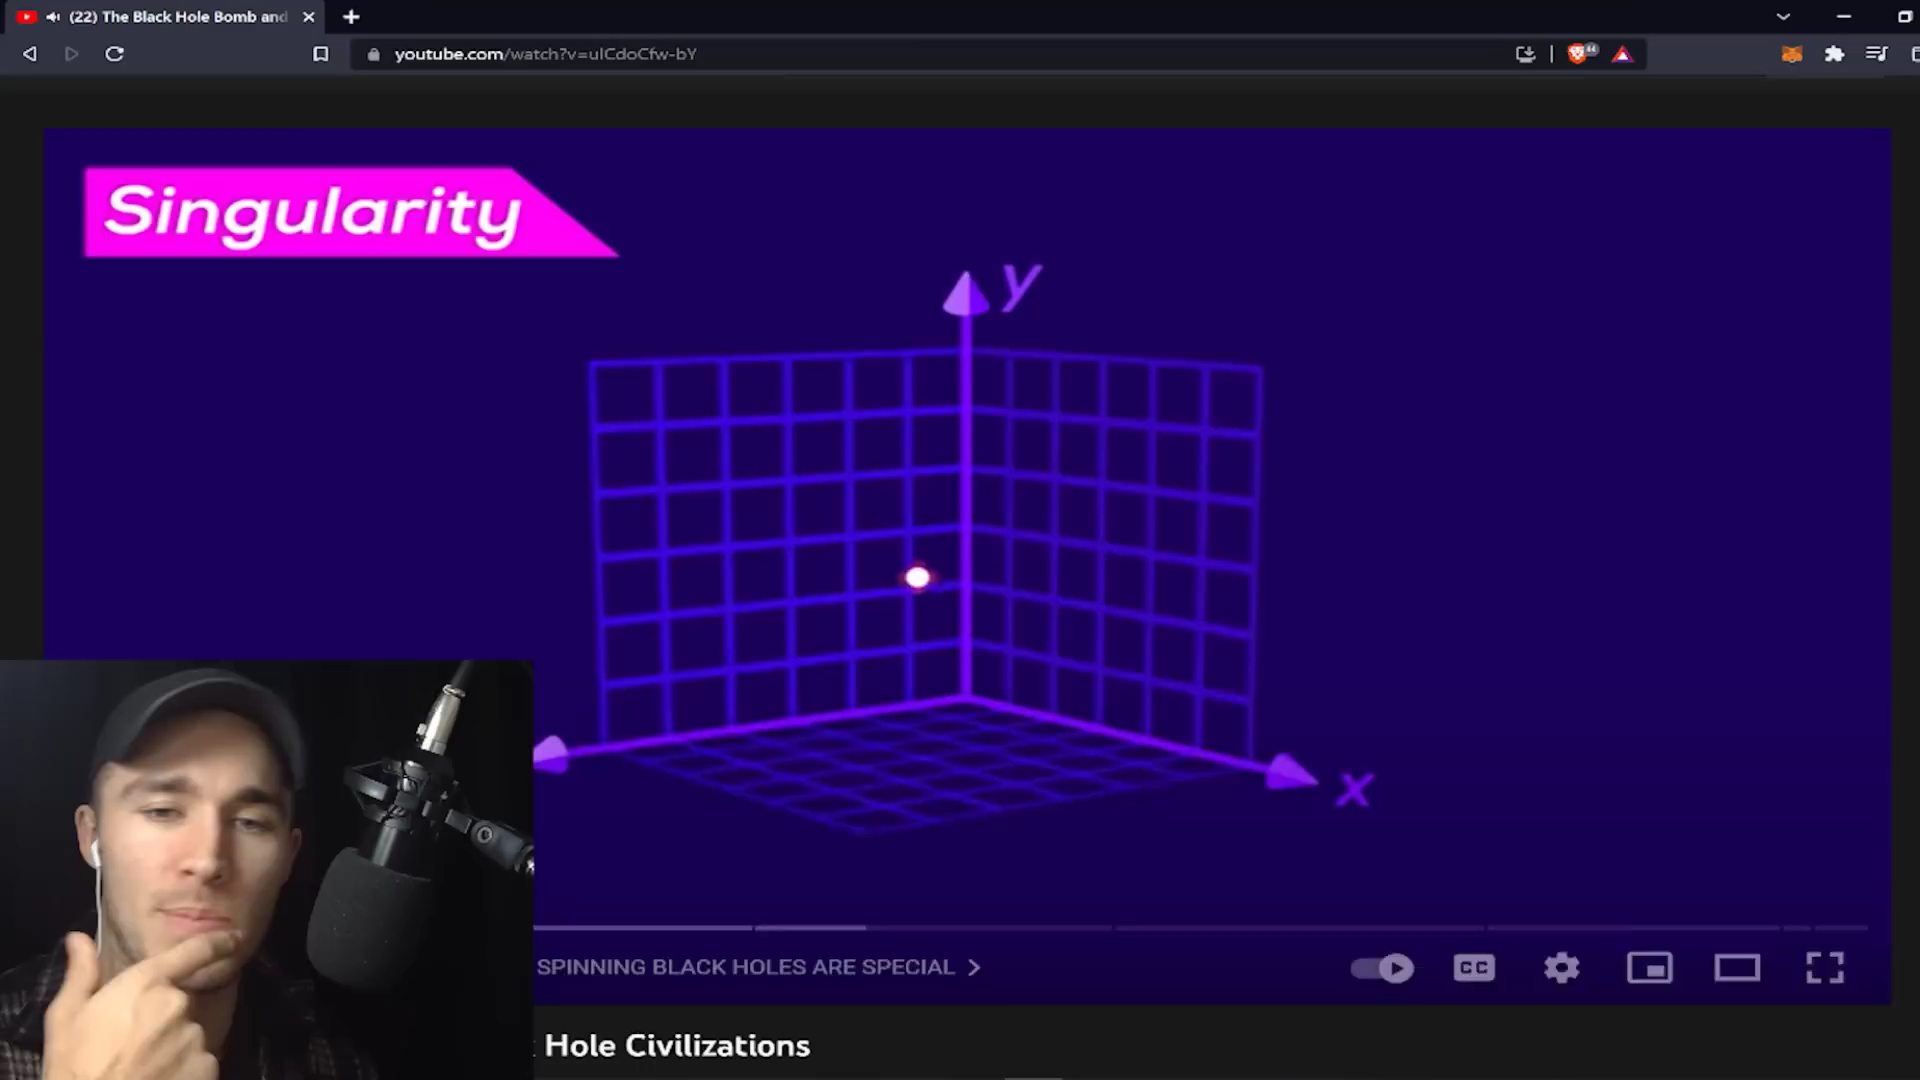 (22) The Black Hole Bomb and
youtube.com/watch?v=ulCdoCfw-bY
44
Singularity
y
x
SPINNING BLACK HOLES ARE SPECIAL
CC
Hole Civilizations